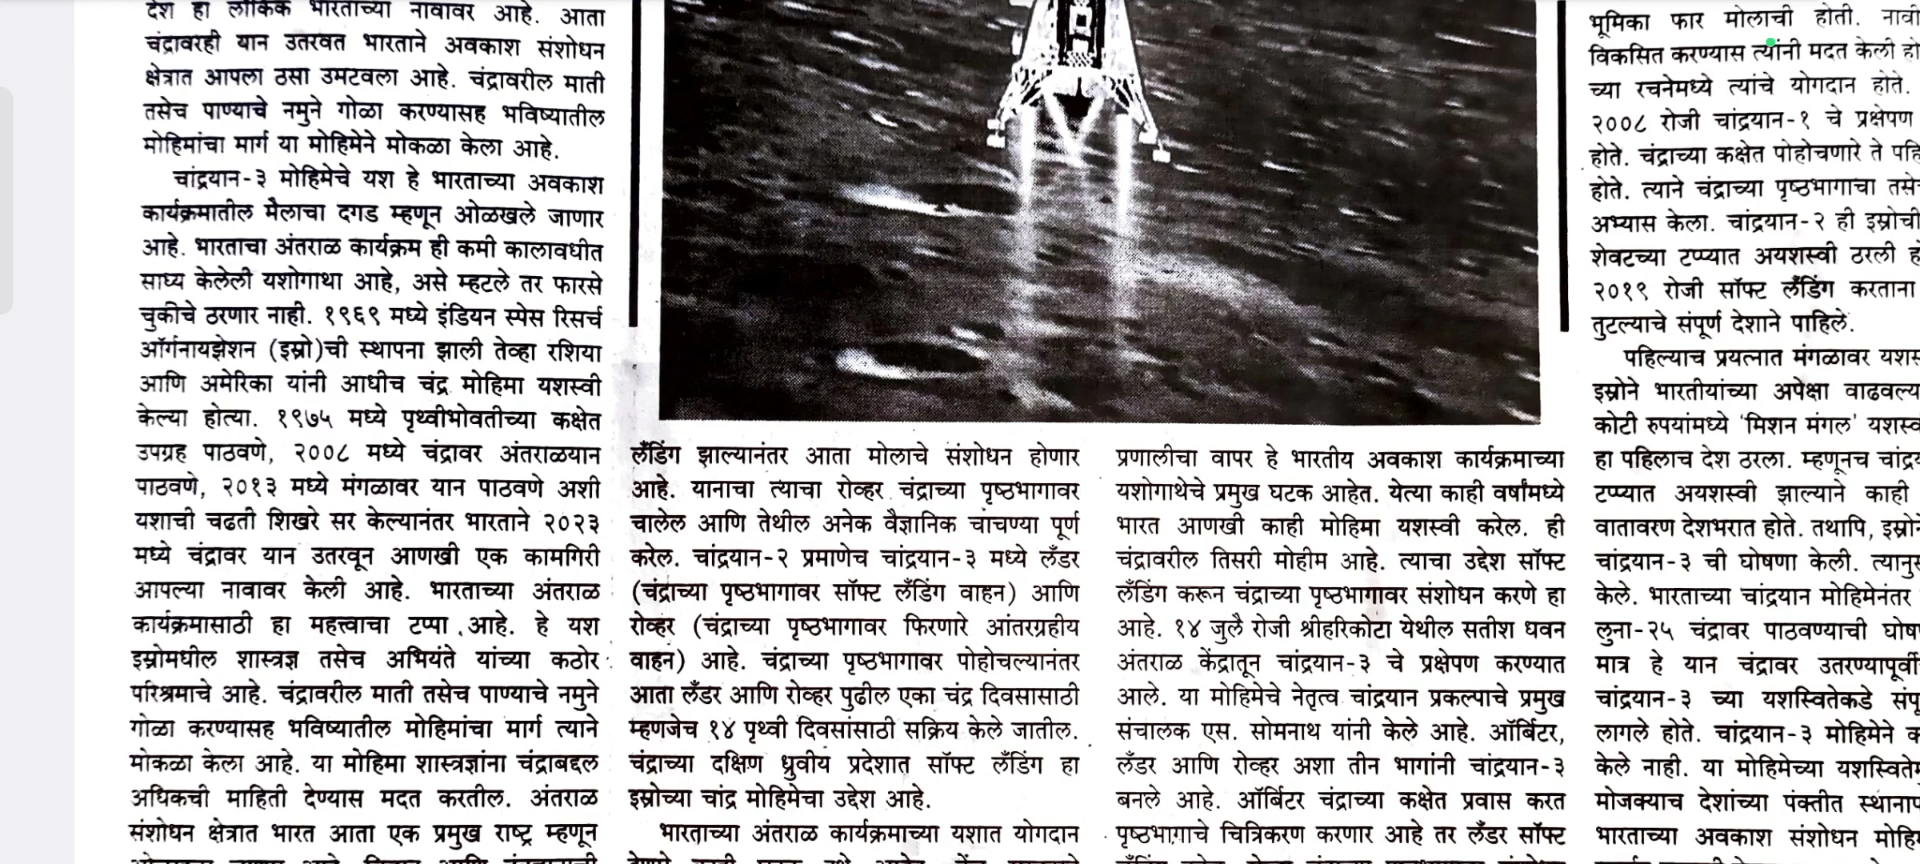 देश हा लौकिक भारताच्या नावावर आहे. आता
चंद्रावरही यान उतरवत भारताने अवकाश संशोधन
क्षेत्रात आपला ठसा उमटवला आहे. चंद्रावरील माती
तसेच पाण्याचे नमुने गोळा करण्यासह भविष्यातील
मोहिमांचा मार्ग या मोहिमेने मोकळा केला आहे.
चांद्रयान-३ मोहिमेचे यश हे भारताच्या अवकाश
कार्यक्रमातील मैलाचा दगड म्हणून ओळखले जाणार
आहे. भारताचा अंतराळ कार्यक्रम ही कमी कालावधीत
साध्य केलेली यशोगाथा आहे, असे म्हटले तर फारसे
चुकीचे ठरणार नाही. १९६९ मध्ये इंडियन स्पेस रिसर्च
ऑर्गनायझेशन (इस्रो)ची स्थापना झाली तेव्हा रशिया
आणि अमेरिका यांनी आधीच चंद्र मोहिमा यशस्वी
केल्या होत्या. १९७५ मध्ये पृथ्वीभोवतीच्या कक्षेत
उपग्रह पाठवणे, २००८ मध्ये चंद्रावर अंतराळयान
पाठवणे, २०१३ मध्ये मंगळावर यान पाठवणे अशी
यशाची चढती शिखरे सर केल्यानंतर भारताने २०२३
मध्ये चंद्रावर यान उतरवून आणखी एक कामगिरी
आपल्या नावावर केली आहे. भारताच्या अंतराळ
कार्यक्रमासाठी हा महत्त्वाचा टप्पा आहे. हे यश
इस्रोमधील शास्त्रज्ञ तसेच अभियंते यांच्या कठोर
परिश्रमाचे आहे. चंद्रावरील माती तसेच पाण्याचे नमुने
गोळा करण्यासह भविष्यातील मोहिमांचा मार्ग त्याने
मोकळा केला आहे. या मोहिमा शास्त्रज्ञांना चंद्राबद्दल
अधिकची माहिती देण्यास मदत करतील. अंतराळ
संशोधन क्षेत्रात भारत आता एक प्रमुख राष्ट्र म्हणून
लँडिंग झाल्यानंतर आता मोलाचे संशोधन होणार
आहे. यानाचा त्याचा रोव्हर चंद्राच्या पृष्ठभागावर
चालेल आणि तेथील अनेक वैज्ञानिक चाचण्या पूर्ण
करेल. चांद्रयान-२ प्रमाणेच चांद्रयान-३ मध्ये लँडर
(चंद्राच्या पृष्ठभागावर सॉफ्ट लँडिंग वाहन) आणि
रोव्हर (चंद्राच्या पृष्ठभागावर फिरणारे आंतरग्रहीय
वाहन) आहे. चंद्राच्या पृष्ठभागावर पोहोचल्यानंतर
आता लँडर आणि रोव्हर पुढील एका चंद्र दिवसासाठी
म्हणजेच १४ पृथ्वी दिवसांसाठी सक्रिय केले जातील.
चंद्राच्या दक्षिण ध्रुवीय प्रदेशात सॉफ्ट लँडिंग हा
इस्रोच्या चांद्र मोहिमेचा उद्देश आहे.
भारताच्या अंतराळ कार्यक्रमाच्या यशात योगदान
प्रणालीचा वापर हे भारतीय अवकाश कार्यक्रमाच्या
यशोगाथेचे प्रमुख घटक आहेत. येत्या काही वर्षांमध्ये
भारत आणखी काही मोहिमा यशस्वी करेल. ही
चंद्रावरील तिसरी मोहीम आहे. त्याचा उद्देश सॉफ्ट
लँडिंग करून चंद्राच्या पृष्ठभागावर संशोधन करणे हा
आहे. १४ जुलै रोजी श्रीहरिकोटा येथील सतीश धवन
अंतराळ केंद्रातून चांद्रयान-३ चे प्रक्षेपण करण्यात
आले. या मोहिमेचे नेतृत्व चांद्रयान प्रकल्पाचे प्रमुख
संचालक एस. सोमनाथ यांनी केले आहे. ऑर्बिटर,
लँडर आणि रोव्हर अशा तीन भागांनी चांद्रयान-३
बनले आहे. ऑर्बिटर चंद्राच्या कक्षेत प्रवास करत
पृष्ठभागाचे चित्रिकरण करणार आहे तर लँडर सॉफ्ट
भूमिका फार मोलाची होती.
विकसित करण्यास त्यांनी मदत केली
च्या रचनेमध्ये त्यांचे योगदान होते.
२००८ रोजी चांद्रयान-१ चे प्रक्षेपण
होते. चंद्राच्या कक्षेत पोहोचणारे ते
होते. त्याने चंद्राच्या पृष्ठभागाचा
अभ्यास केला. चांद्रयान-२ ही इस्रोची
शेवटच्या टप्प्यात अयशस्वी ठरली
२०१९ रोजी सॉफ्ट लँडिंग करताना
तुटल्याचे संपूर्ण देशाने पाहिले.
पहिल्याच प्रयत्नात मंगळावर
इस्रोने भारतीयांच्या अपेक्षा
कोटी रुपयांमध्ये 'मिशन मंगल'
हा पहिलाच देश ठरला. म्हणूनच
टप्प्यात अयशस्वी झाल्याने काही
वातावरण देशभरात होते. तथापि,
चांद्रयान-३ ची घोषणा केली.
केले. भारताच्या चांद्रयान मोहिमेनंतर
लुना-२५ चंद्रावर पाठवण्याची
मात्र हे यान चंद्रावर उतरण्यापूर्वी
चांद्रयान-३ च्या यशस्वितेकडे
लागले होते. चांद्रयान-३ मोहिमेने
केले नाही. या मोहिमेच्या
मोजक्याच देशांच्या पंक्तीत
भारताच्या अवकाश संशोधन